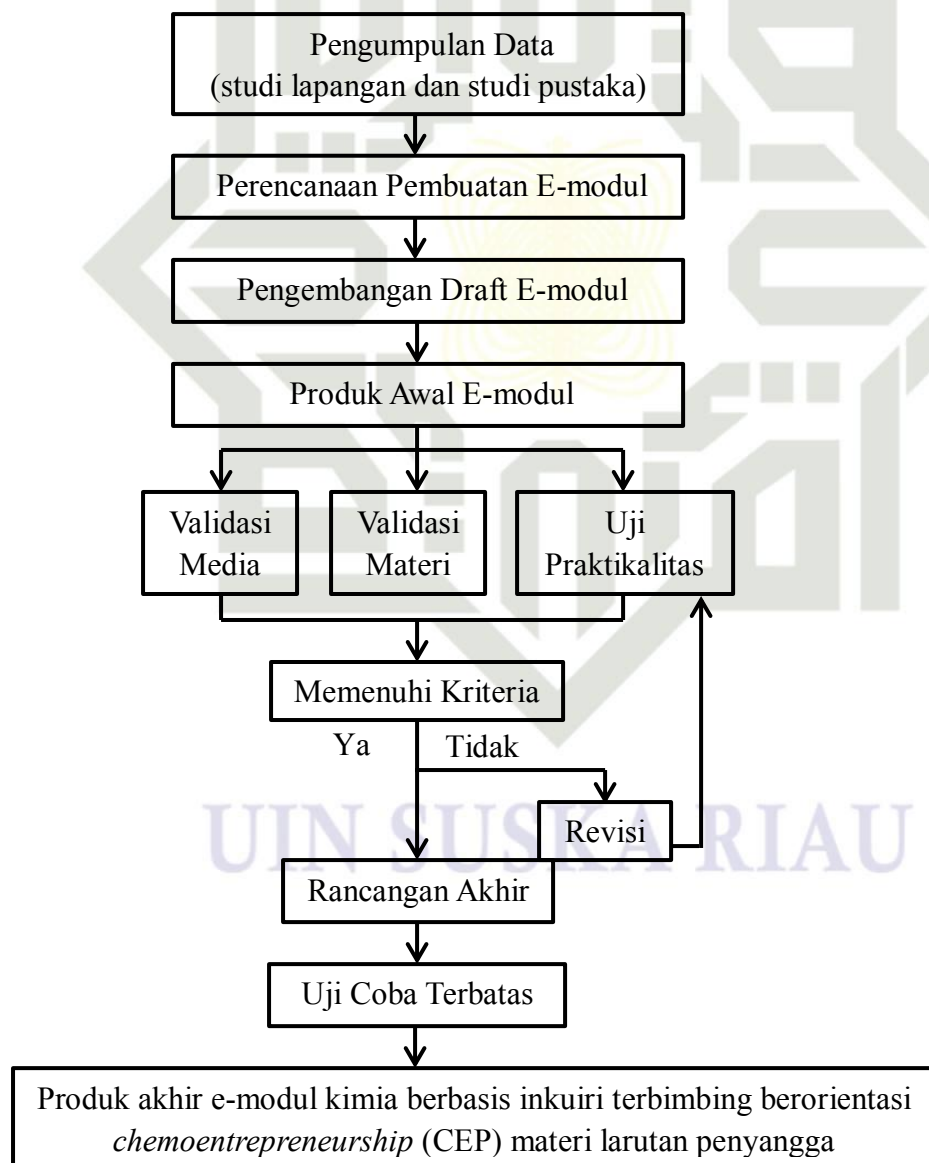 Pengumpulan Data
(studi lapangan dan studi pustaka)
Perencanaan Pembuatan E-modul
Pengembangan Draft E-modul
Produk Awal E-modul
Validasi
Media
Validasi
Materi
Uji
Praktikalitas
Memenuhi Kriteria
Ya
Tidak
Revisi
UIN SUSKA RIAU
Rancangan Akhir
Uji Coba Terbatas
Produk akhir e-modul kimia berbasis inkuiri terbimbing berorientasi
chemoentrepreneurship (CEP) materi larutan penyangga